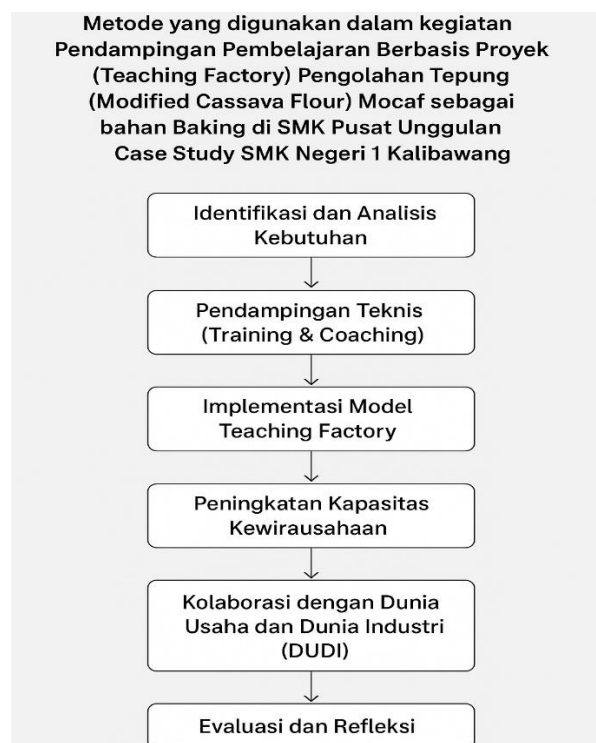 Metode yang digunakan dalam kegiatan
Pendampingan Pembelajaran Berbasis Proyek
(Teaching Factory) Pengolahan Tepung
(Modified Cassava Flour) Mocaf sebagai
bahan Baking di SMK Pusat Unggulan
Case Study SMK Negeri 1 Kalibawang
Identifikasi dan Analisis
Kebutuhan
Pendampingan Teknis
(Training & Coaching)
Implementasi Model
Teaching Factory
Peningkatan Kapasitas
Kewirausahaan
Kolaborasi dengan Dunia
Usaha dan Dunia Industri
(DUDI)
Evaluasi dan Refleksi